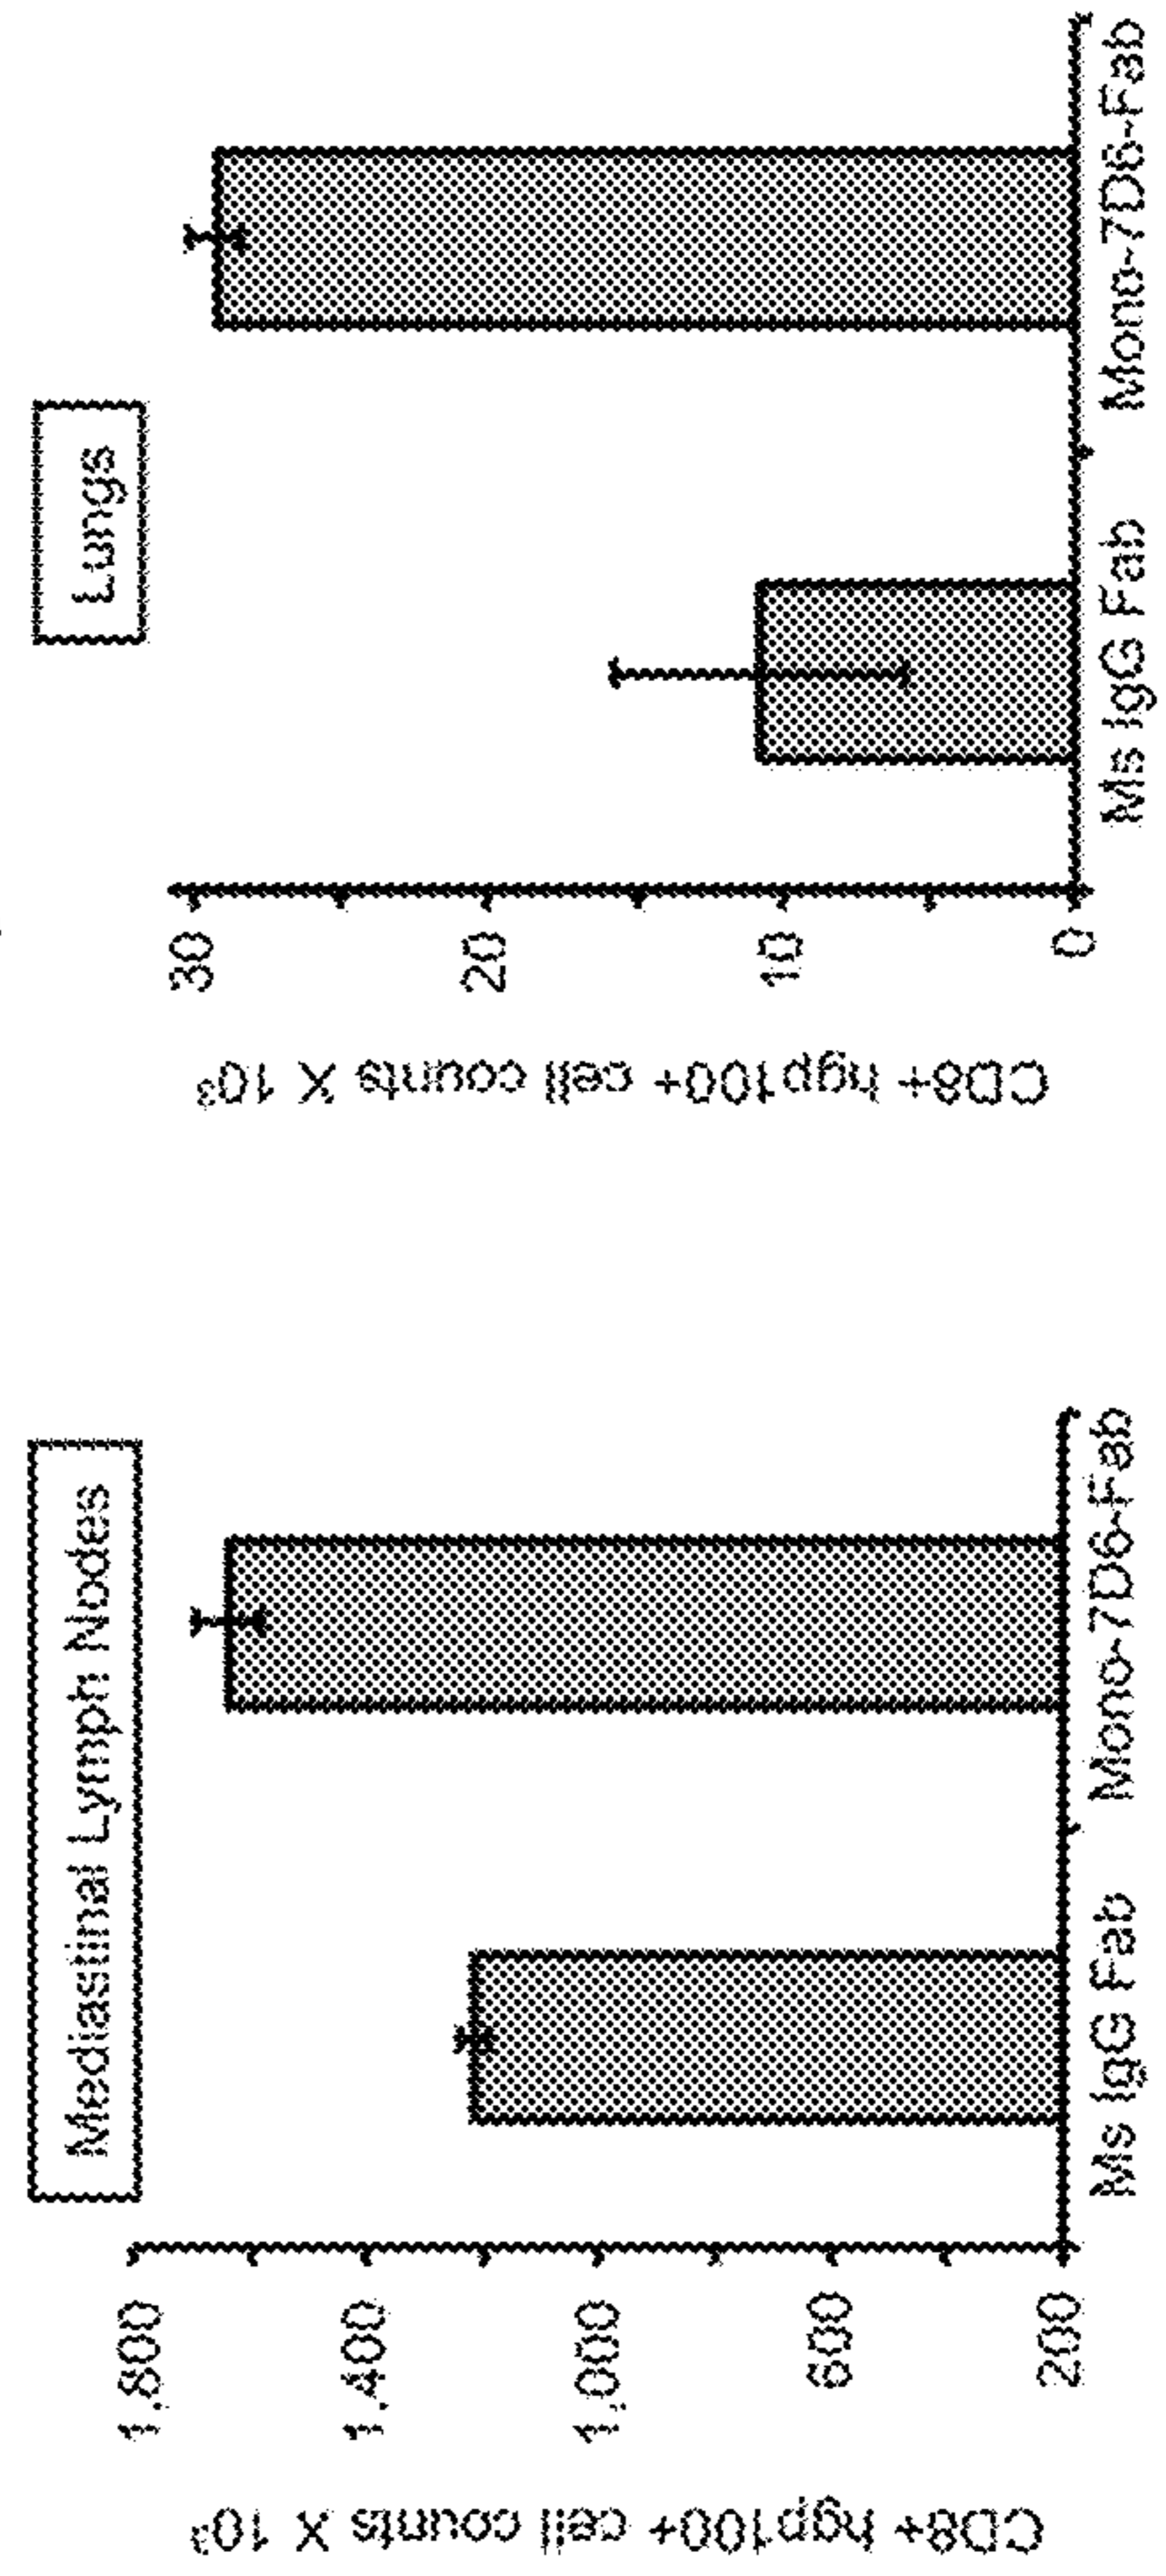 Mediastinal Lymph Nodes
CD8+ hgp100+ cell counts X 10³
1,800
1,400
1,000
600
200
Ms IgG Fab
Mono-7D6-Fab
Lungs
CD8+ hgp100+ cell counts X 10³
30
20
10
0
Ms IgG Fab
Mono-7D6-Fab